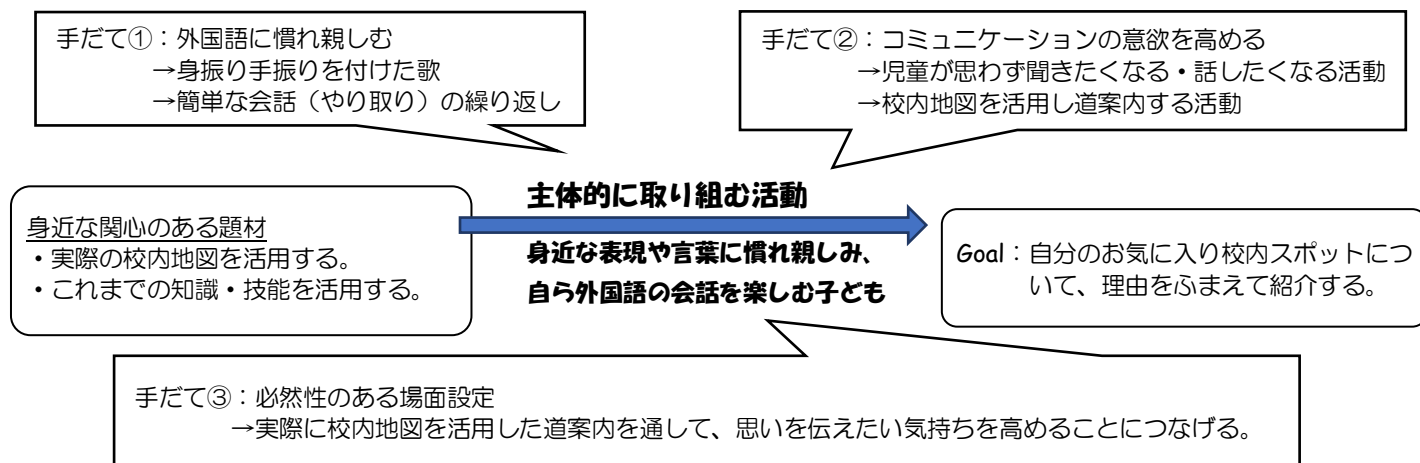 手だて①：外国語に慣れ親しむ
→身振り手振りを付けた歌
→簡単な会話（やり取り）の繰り返し
手だて②：コミュニケーションの意欲を高める
→児童が思わず聞きたくなる・話したくなる活動
→校内地図を活用し道案内する活動
身近な関心のある題材
・実際の校内地図を活用する。
・これまでの知識・技能を活用する。
主体的に取り組む活動
身近な表現や言葉に慣れ親しみ、
自ら外国語の会話を楽しむ子ども
Goal：自分のお気に入り校内スポットにつ
いて、理由をふまえて紹介する。
手だて③：必然性のある場面設定
→実際に校内地図を活用した道案内を通して、思いを伝えたい気持ちを高めることにつなげる。